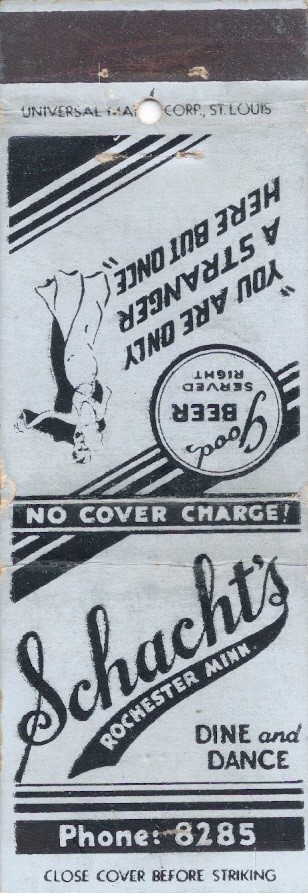 UNIVERSAL MA CORP., ST. LOUIS
"YOU ARE ONLY
A STRANGER
HERE BUT ONCE"
Good
BEER
SERVED
RIGHT
NO COVER CHARGE!
Schacht's
ROCHESTER MINN.
DINE and
DANCE
Phone: 8285
CLOSE COVER BEFORE STRIKING